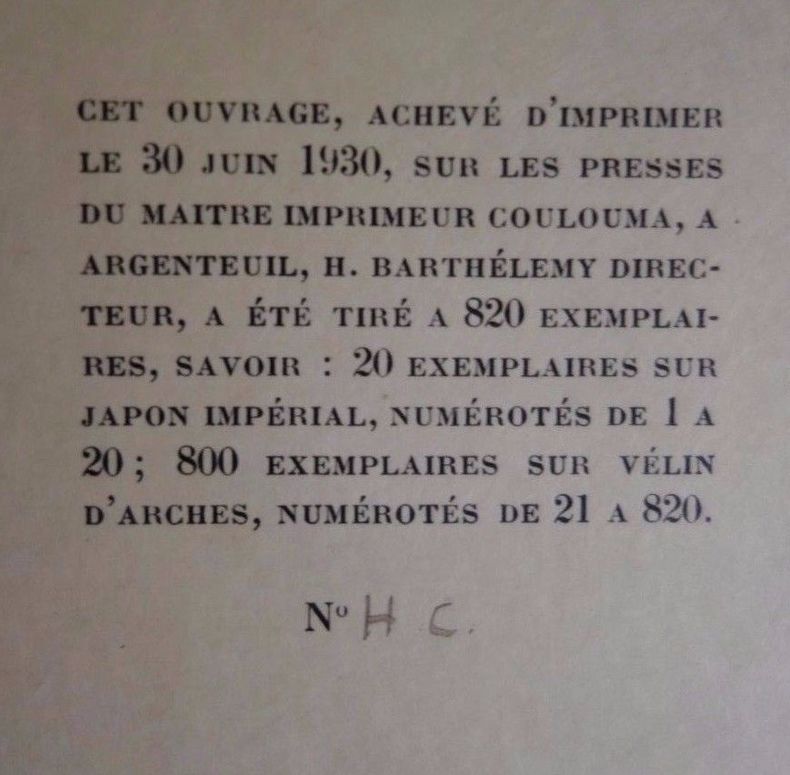 CET OUVRAGE, ACHEVÉ D'IMPRIMER
LE 30 JUIN 1930, SUR LES PRESSES
DU MAITRE IMPRIMEUR COULOUMA, A
ARGENTEUIL, H. BARTHÉLEMY DIREC-
TEUR, A ÉTÉ TIRÉ A 820 EXEMPLAI-
RES, SAVOIR : 20 EXEMPLAIRES SUR
JAPON IMPÉRIAL, NUMÉROTÉS DE 1 A
20 ; 800 EXEMPLAIRES SUR VÉLIN
D'ARCHES, NUMÉROTÉS DE 21 A 820.
Nº H C.